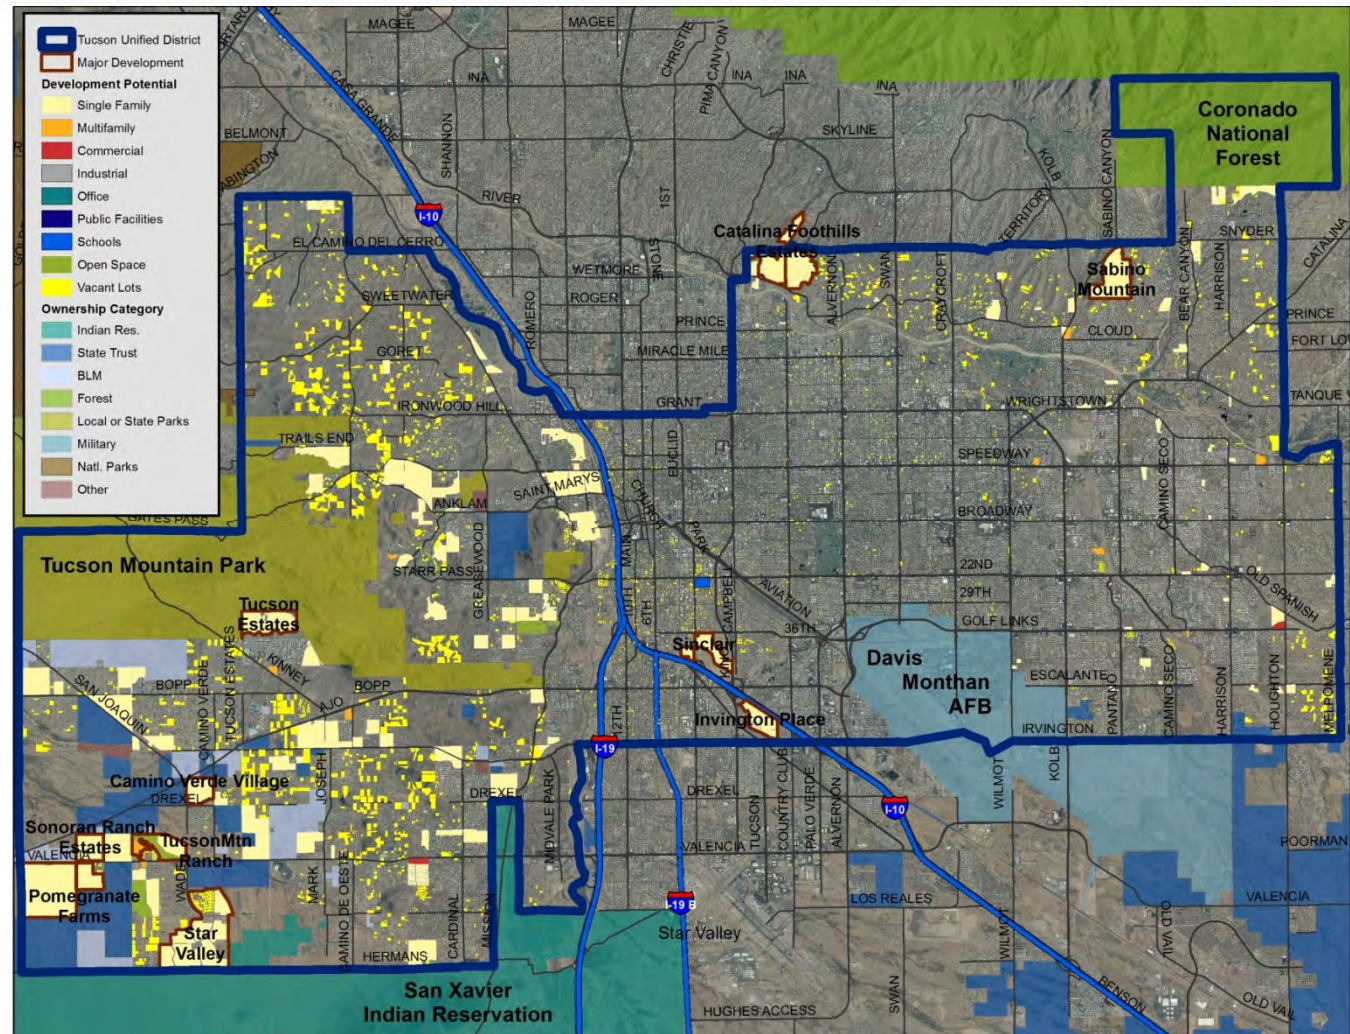 Tucson Unified District
Major Development
Development Potential
Single Family
Multifamily
Commercial
Industrial
Office
Public Facilities
Schools
Open Space
Vacant Lots
Ownership Category
Indian Res.
State Trust
BLM
Forest
Local or State Parks
Military
Natl. Parks
Other
MAGEE
MAGEE
CHRISTIE
PIMA CANYON
INA
INA
INA
INA
CASA GRANDE
SHANNON
BELMONT
SKYLINE
KOLB
SABINO CANYON
Coronado
National
Forest
RIVER
1ST
I-10
TERRITORY
EL CAMINO DEL CERRO
Catalina Foothills
Estates
STONE
WETMORE
ROGER
SWEETWATER
ROMERO
PRINCE
ALVERNON
SWAN
CRAYCROFT
Sabino
Mountain
BEAR CANYON
HARRISON
SNYDER
CATALINA
CLOUD
PRINCE
GORET
MIRACLE MILE
IRONWOOD HILL
GRANT
WRIGHTSTOWN
TRAILS END
EUCLID
SPEEDWAY
CAMINO SECO
ANKLAM
SAINT MARYS
CHURCH
PARK
BROADWAY
GATES PASS
GREASEWOOD
MAIN
Tucson Mountain Park
STARR PASS
22ND
29TH
10TH
6TH
CAMPBELL
AVIATION
OLD SPANISH
Tucson
Estates
Sinclair
36TH
GOLF LINKS
KINO
Davis
Monthan
AFB
CAMINO VERDE
TUCSON ESTATES
KINNEY
BOPP
BOPP
SAN JOAQUIN
AJO
12TH
Invington Place
ESCALANTE
IRVINGTON
PANTANO
CAMINO SECO
HARRISON
HOUGHTON
MELPOMENE
I-19
KOLB
Camino Verde Village
DREXEL
JOSEPH
DREXEL
MIDVALE PARK
DREXEL
TUCSON
COUNTRY CLUB
PALO VERDE
ALVERNON
I-10
WILMOT
Sonoran Ranch
Estates
TucsonMtn
Ranch
VALENCIA
VALENCIA
POORMAN
WADE
MARK
CAMINO DE OESTE
CARDINAL
MISSION
Pomegranate
Farms
I-19 B
LOS REALES
VALENCIA
Star
Valley
Star Valley
WILMOT
OLD VAIL
HERMANS
San Xavier
Indian Reservation
HUGHES ACCESS
SWAN
BENSON
OLD VAIL